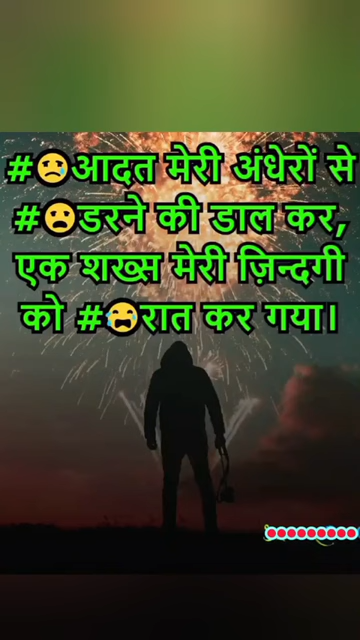 #😢आदत मेरी अंधेरों से
#😦डरने की डाल कर,
एक शख्स मेरी ज़िन्दगी
को #😭रात कर गया।